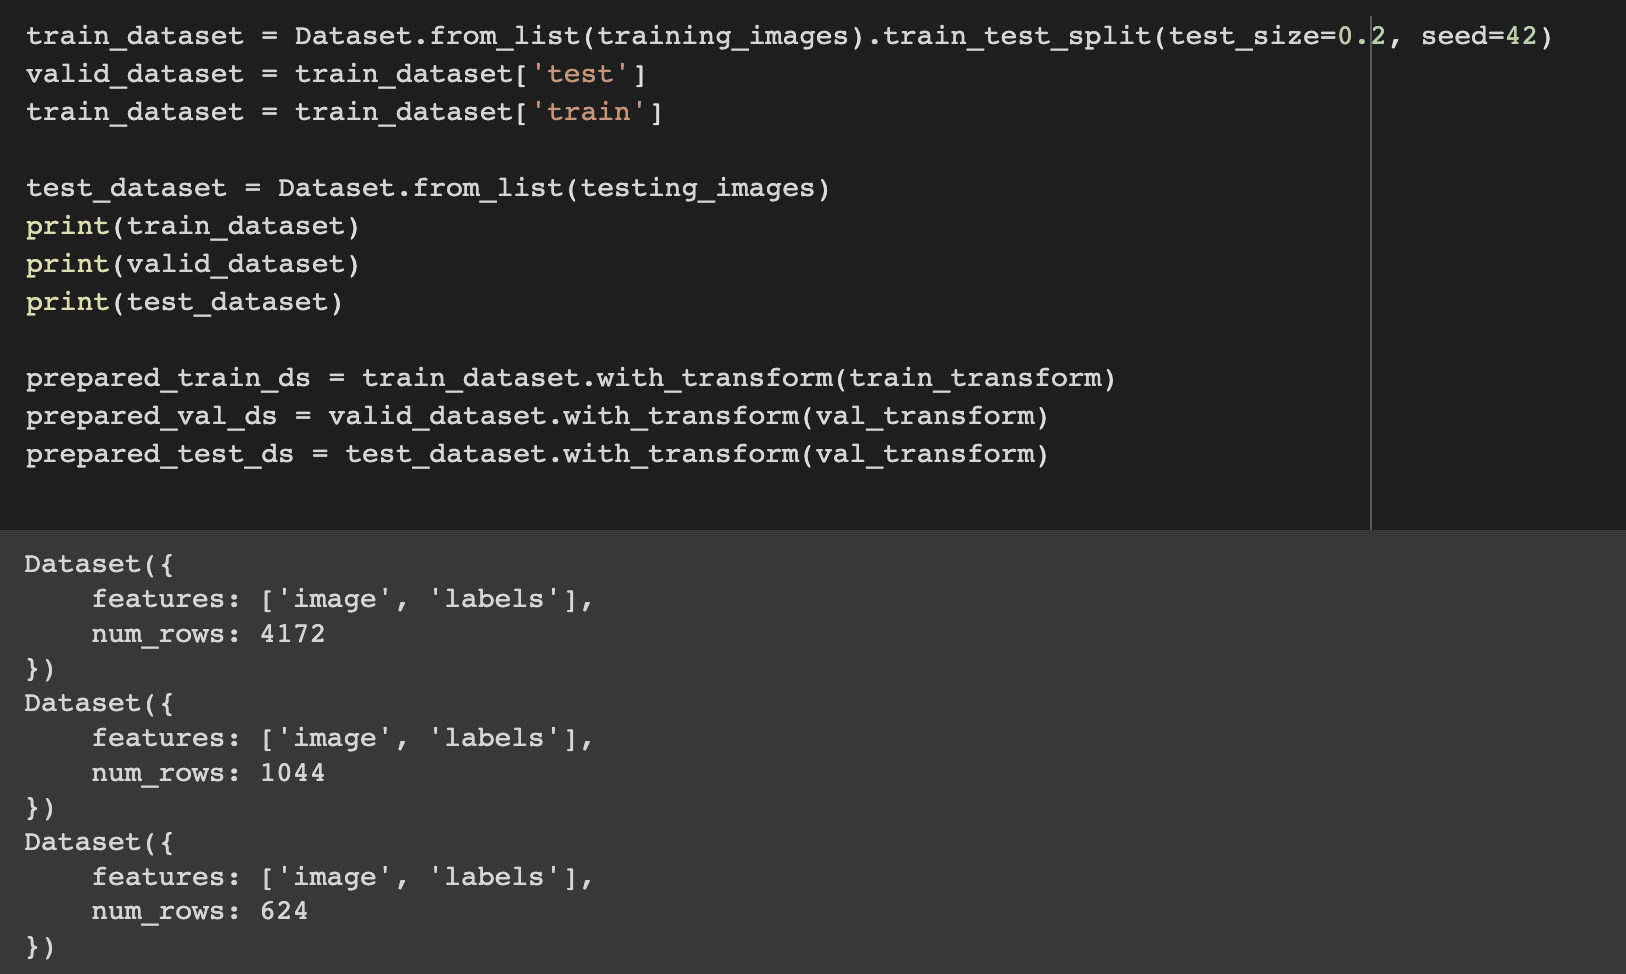 train_dataset = Dataset.from_list(training_images).train_test_split(test_size=0.2, seed=42)
valid_dataset = train_dataset['test']
train_dataset = train_dataset['train']

test_dataset = Dataset.from_list(testing_images)
print(train_dataset)
print(valid_dataset)
print(test_dataset)

prepared_train_ds = train_dataset.with_transform(train_transform)
prepared_val_ds = valid_dataset.with_transform(val_transform)
prepared_test_ds = test_dataset.with_transform(val_transform)

Dataset({
    features: ['image', 'labels'],
    num_rows: 4172
})
Dataset({
    features: ['image', 'labels'],
    num_rows: 1044
})
Dataset({
    features: ['image', 'labels'],
    num_rows: 624
})